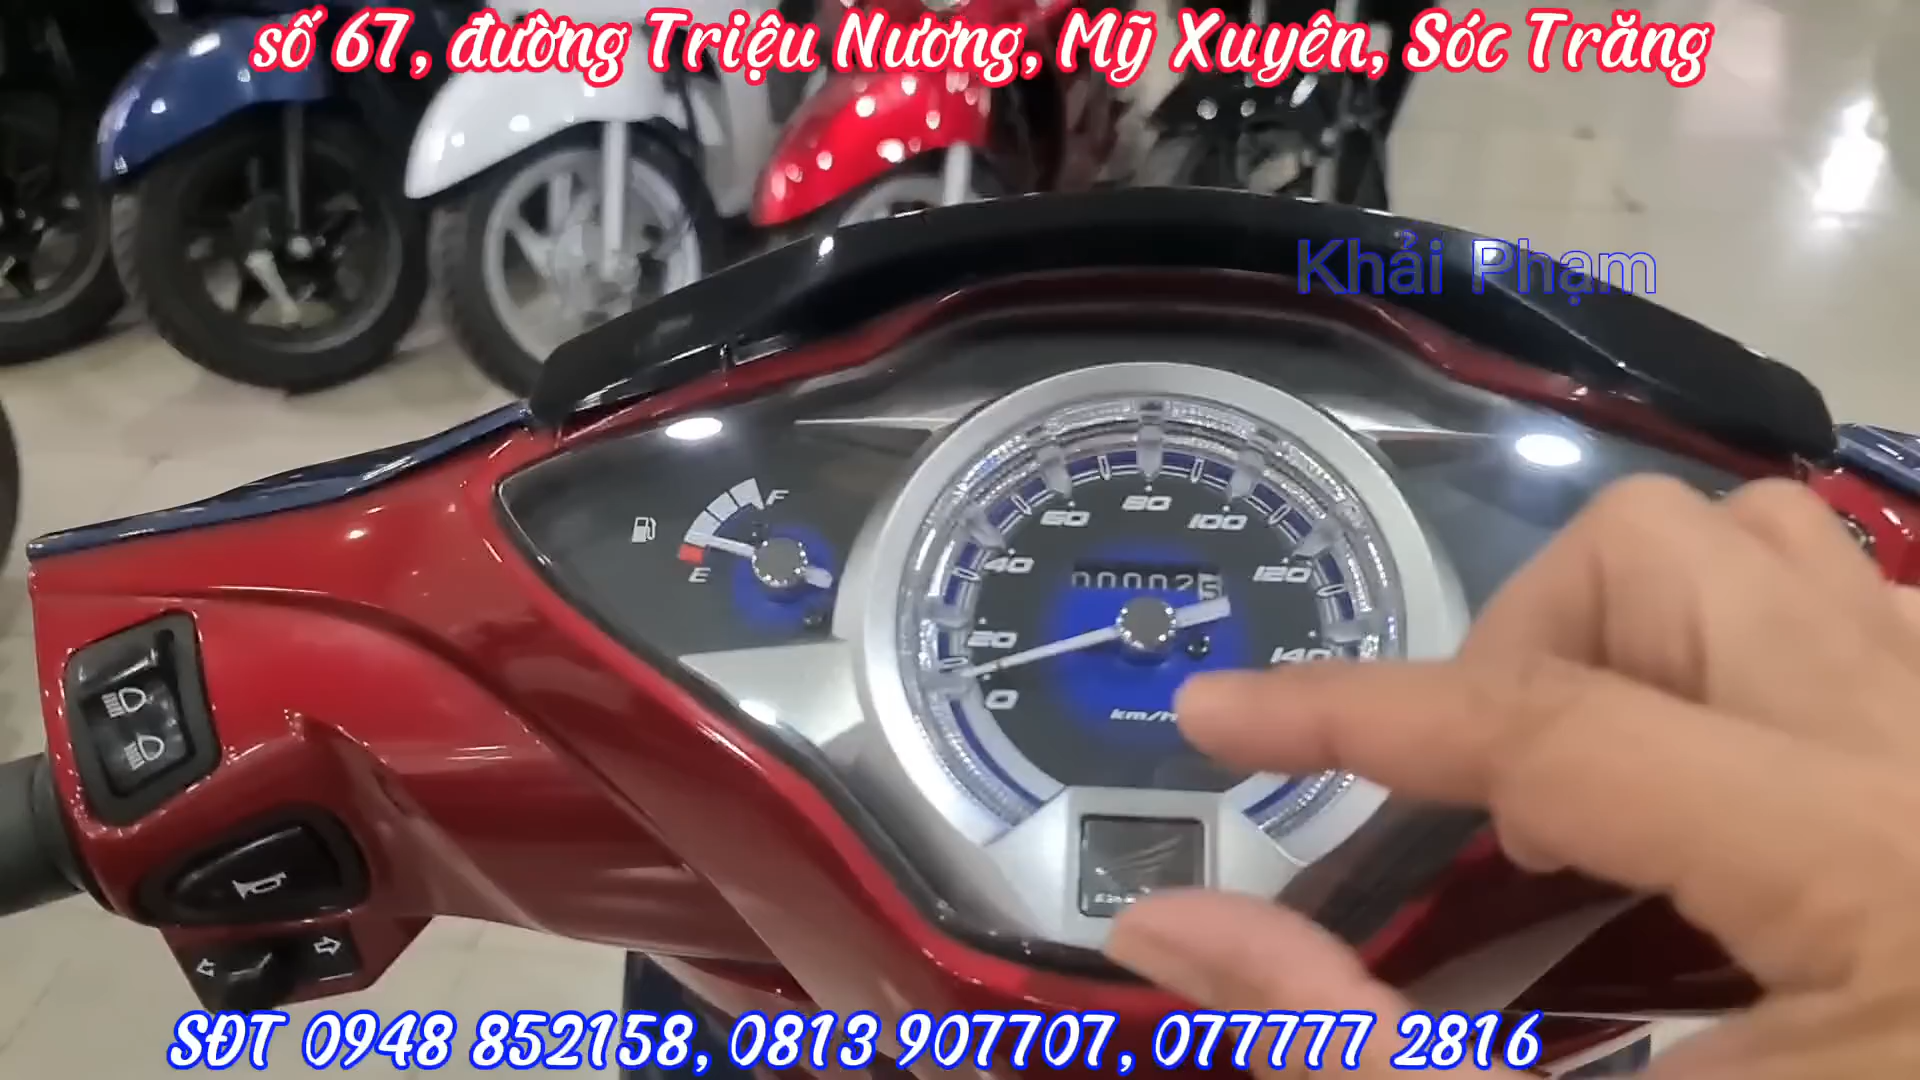 số 67, đường Triệu Nương, Mỹ Xuyên, Sóc Trăng
Khải Phạm
F
E
0
20
40
60
80
100
120
140
000025
km/h
SĐT 0948 852158, 0813 907707, 077777 2816